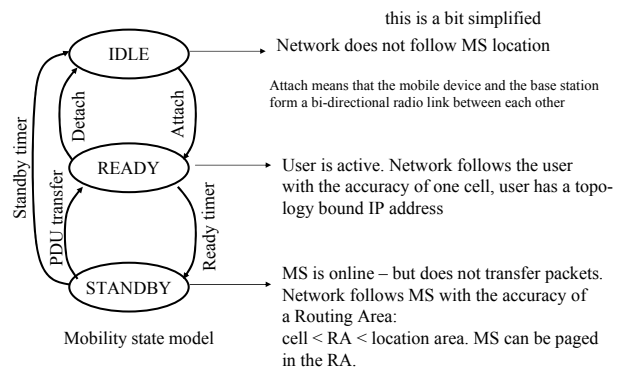 this is a bit simplified
IDLE
Network does not follow MS location
Attach means that the mobile device and the base station
form a bi-directional radio link between each other
Standby timer
Detach
Attach
READY
User is active. Network follows the user
with the accuracy of one cell, user has a topo-
logy bound IP address
PDU transfer
Ready timer
STANDBY
MS is online – but does not transfer packets.
Network follows MS with the accuracy of
a Routing Area:
cell < RA < location area. MS can be paged
in the RA.
Mobility state model